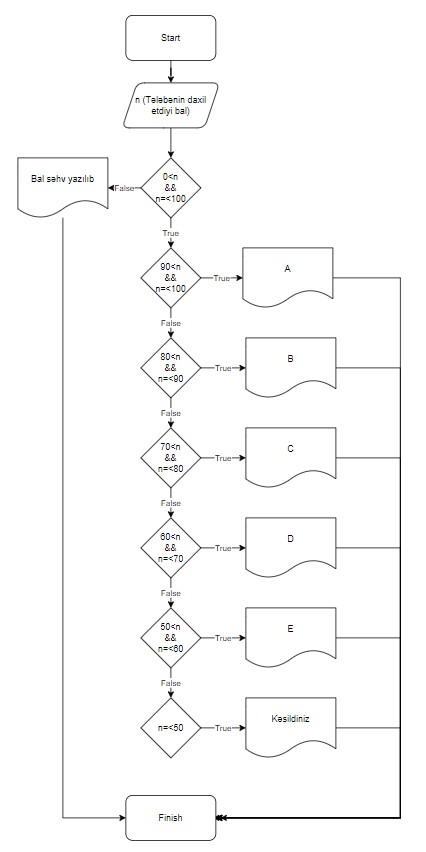 Start
n (Tələbənin daxil
etdiyi bal)
0<n
&&
n=<100
False
Bal səhv yazılıb
True
90<n
&&
n=<100
True
A
False
80<n
&&
n=<90
True
B
False
70<n
&&
n=<80
True
C
False
60<n
&&
n=<70
True
D
False
50<n
&&
n=<60
True
E
False
n=<50
True
Kəsildiniz
Finish